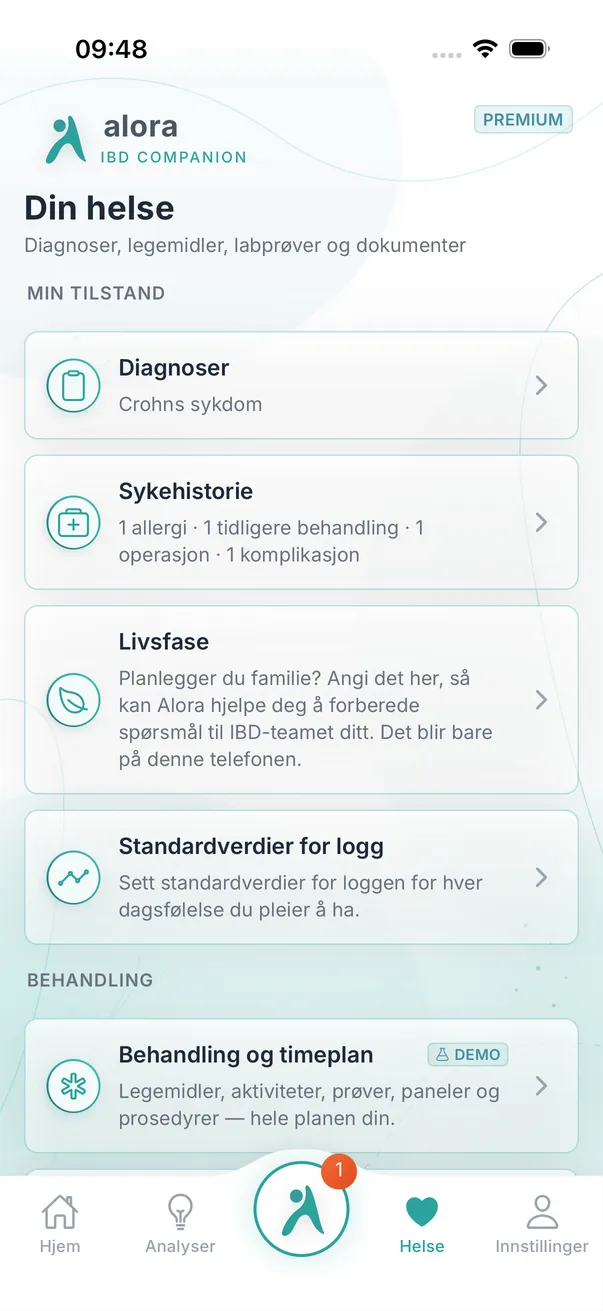 09:48
alora
IBD COMPANION
PREMIUM
Din helse
Diagnoser, legemidler, labprøver og dokumenter
MIN TILSTAND
Diagnoser
Crohns sykdom
Sykehistorie
1 allergi · 1 tidligere behandling · 1
operasjon · 1 komplikasjon
Livsfase
Planlegger du familie? Angi det her, så
kan Alora hjelpe deg å forberede
spørsmål til IBD-teamet ditt. Det blir bare
på denne telefonen.
Standardverdier for logg
Sett standardverdier for loggen for hver
dagsfølelse du pleier å ha.
BEHANDLING
Behandling og timeplan
DEMO
Legemidler, aktiviteter, prøver, paneler og
prosedyrer — hele planen din.
1
Hjem
Analyser
Helse
Innstillinger